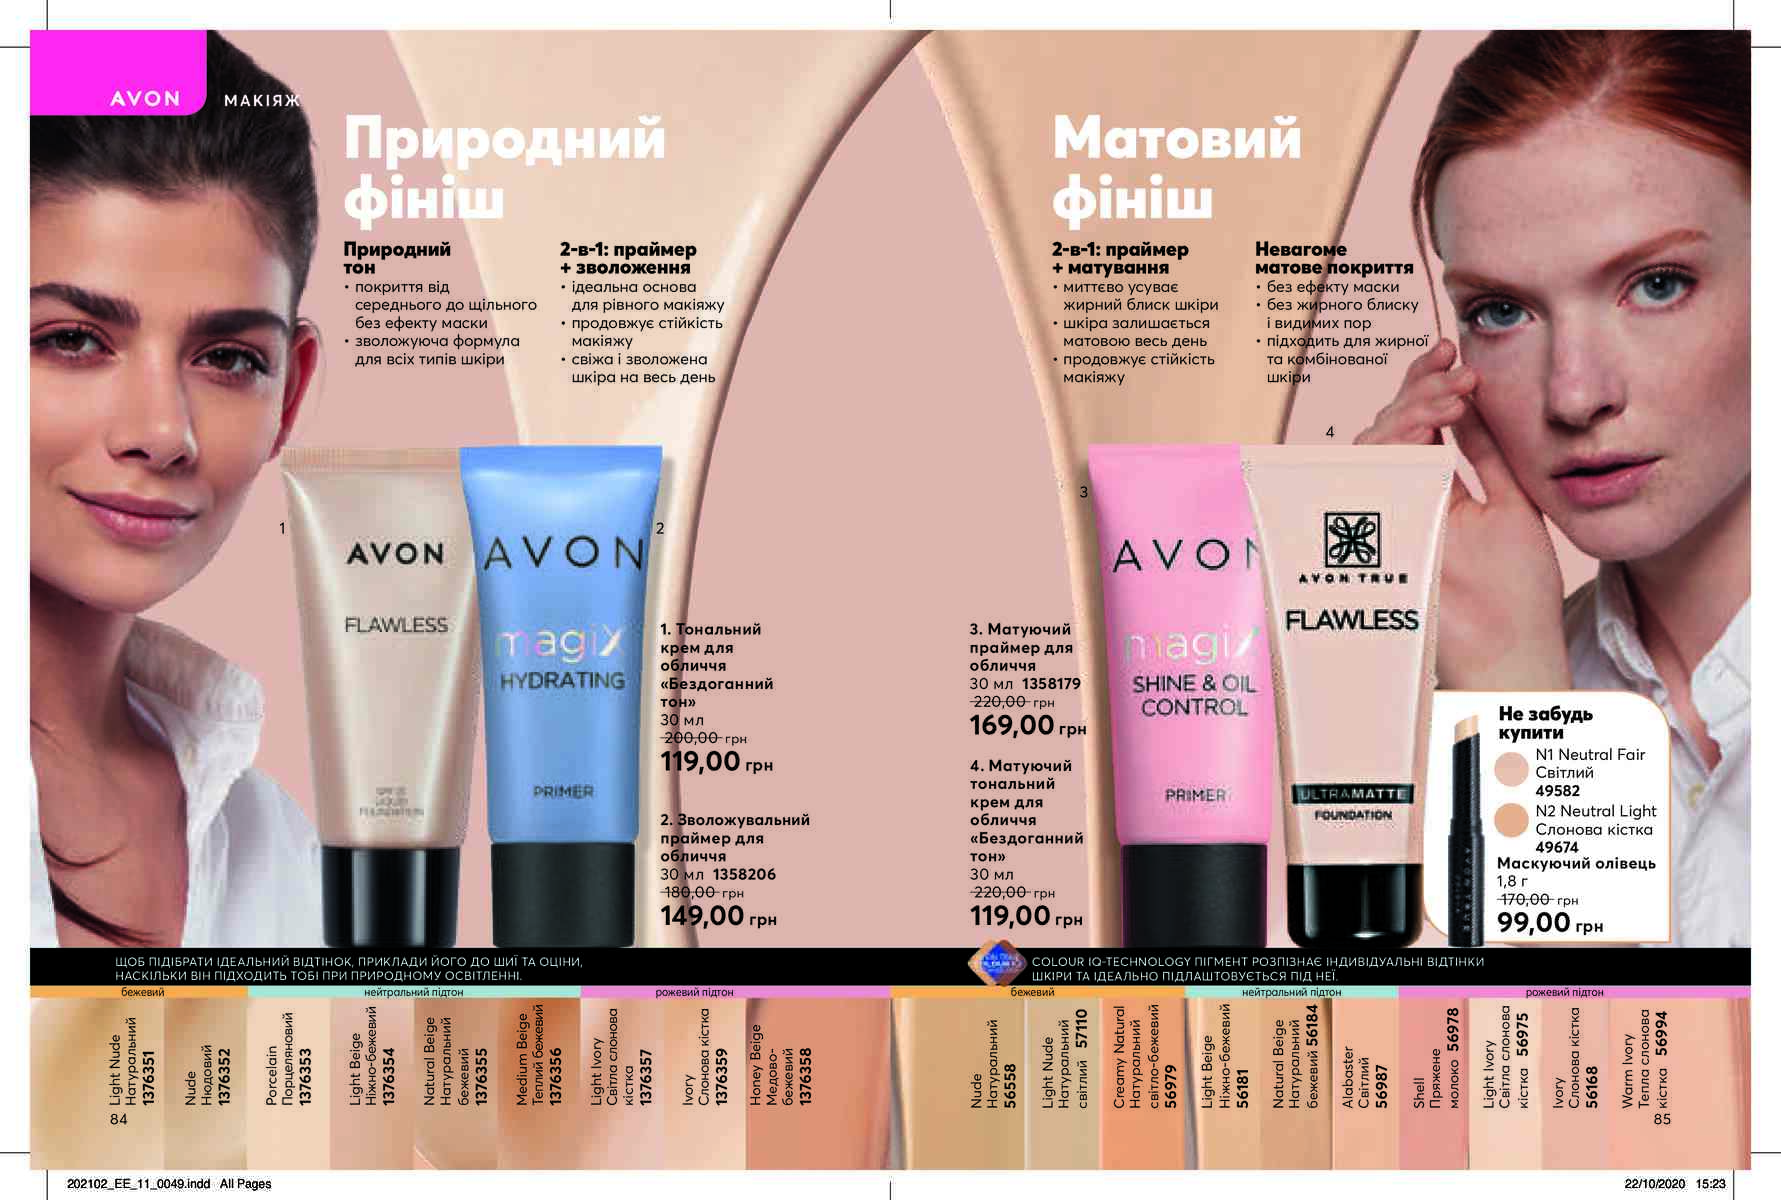 AVON
МАКІЯЖ
Природний
фініш
Природний
тон
• покриття від
середнього до щільного
без ефекту маски
• зволожуюча формула
для всіх типів шкіри
2-в-1: праймер
+ зволоження
• ідеальна основа
для рівного макіяжу
• продовжує стійкість
макіяжу
• свіжа і зволожена
шкіра на весь день
1
AVON
FLAWLESS
SPF 15
LIQUID
FOUNDATION
2
AVON
magiX
HYDRATING
PRIMER
1. Тональний
крем для
обличчя
«Бездоганний
тон»
30 мл
200,00 грн
119,00 грн
2. Зволожувальний
праймер для
обличчя
30 мл 1358206
180,00 грн
149,00 грн
Матовий
фініш
2-в-1: праймер
+ матування
• миттєво усуває
жирний блиск шкіри
• шкіра залишається
матовою весь день
• продовжує стійкість
макіяжу
Невагоме
матове покриття
• без ефекту маски
• без жирного блиску
і видимих пор
• підходить для жирної
та комбінованої
шкіри
3
AVON
magiX
SHINE & OIL
CONTROL
PRIMER
4
AVON TRUE
FLAWLESS
ULTRAMATTE
FOUNDATION
3. Матуючий
праймер для
обличчя
30 мл 1358179
220,00 грн
169,00 грн
4. Матуючий
тональний
крем для
обличчя
«Бездоганний
тон»
30 мл
220,00 грн
119,00 грн
Не забудь
купити
N1 Neutral Fair
Світлий
49582
N2 Neutral Light
Слонова кістка
49674
Маскуючий олівець
1,8 г
170,00 грн
99,00 грн
ЩОБ ПІДІБРАТИ ІДЕАЛЬНИЙ ВІДТІНОК, ПРИКЛАДИ ЙОГО ДО ШИЇ ТА ОЦІНИ,
НАСКІЛЬКИ ВІН ПІДХОДИТЬ ТОБІ ПРИ ПРИРОДНОМУ ОСВІТЛЕННІ.
COLOUR IQ-TECHNOLOGY ПІГМЕНТ РОЗПІЗНАЄ ІНДИВІДУАЛЬНІ ВІДТІНКИ
ШКІРИ ТА ІДЕАЛЬНО ПІДЛАШТОВУЄТЬСЯ ПІД НЕЇ.
бежевий
нейтральний підтон
рожевий підтон
бежевий
нейтральний підтон
рожевий підтон
Light Nude
Натуральний
1376351
Nude
Нюдовий
1376352
Porcelain
Порцеляновий
1376353
Light Beige
Ніжно-бежевий
1376354
Natural Beige
Натуральний
бежевий
1376355
Medium Beige
Теплий бежевий
1376356
Light Ivory
Світла слонова
кістка
1376357
Ivory
Слонова кістка
1376359
Honey Beige
Медово-
бежевий
1376358
Nude
Натуральний
56558
Light Nude
Натуральний
світлий 57110
Creamy Natural
Натуральний
світло-бежевий
56979
Light Beige
Ніжно-бежевий
56181
Natural Beige
Натуральний
бежевий 56184
Alabaster
Світлий
56987
Shell
Пряжене
молоко 56978
Light Ivory
Світла слонова
кістка 56975
Ivory
Слонова кістка
56168
Warm Ivory
Тепла слонова
кістка 56994
84
85
202102_EE_11_0049.indd All Pages
22/10/2020 15:23